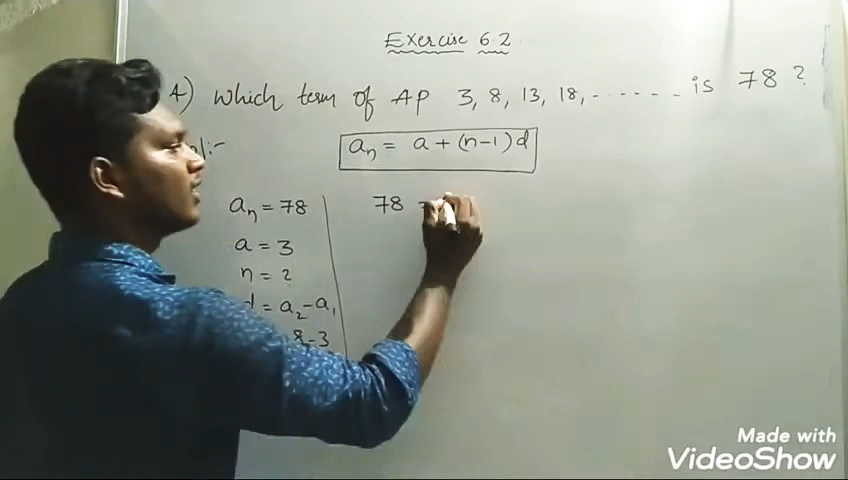 Exercise 6.2
4) Which term of AP 3, 8, 13, 18, ------ is 78 ?
aₙ = a + (n-1)d
aₙ = 78
78
a = 3
n = ?
d = a₂ - a₁
8 - 3
Made with
VideoShow